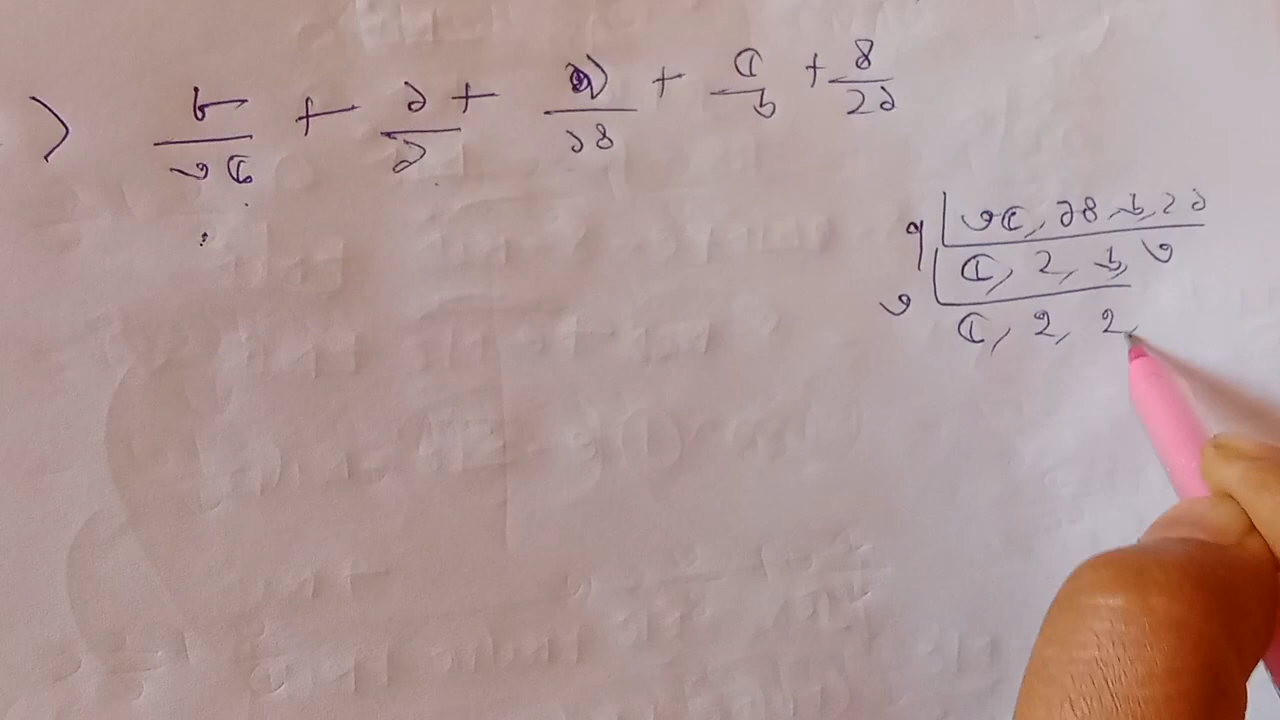 > ৮/৩৫ + ১/১ + /১৪ + ৫/৬ + ৪/২১
৭ | ৩৫, ১৪, ৬, ২১
৩ | ৫, ২, ৬, ৩
৫, ২, ২,